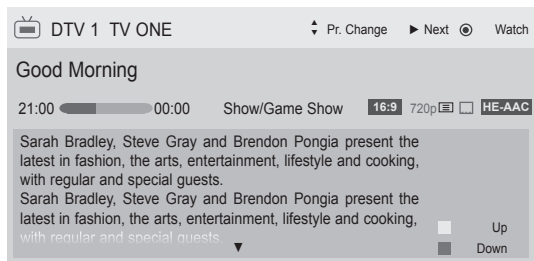 DTV 1 TV ONE Pr. Change Next Watch
Good Morning
21:00 00:00 Show/Game Show 16:9 720p HE-AAC
Sarah Bradley, Steve Gray and Brendon Pongia present the
latest in fashion, the arts, entertainment, lifestyle and cooking,
with regular and special guests.
Sarah Bradley, Steve Gray and Brendon Pongia present the
latest in fashion, the arts, entertainment, lifestyle and cooking,
with regular and special guests.
Up
Down